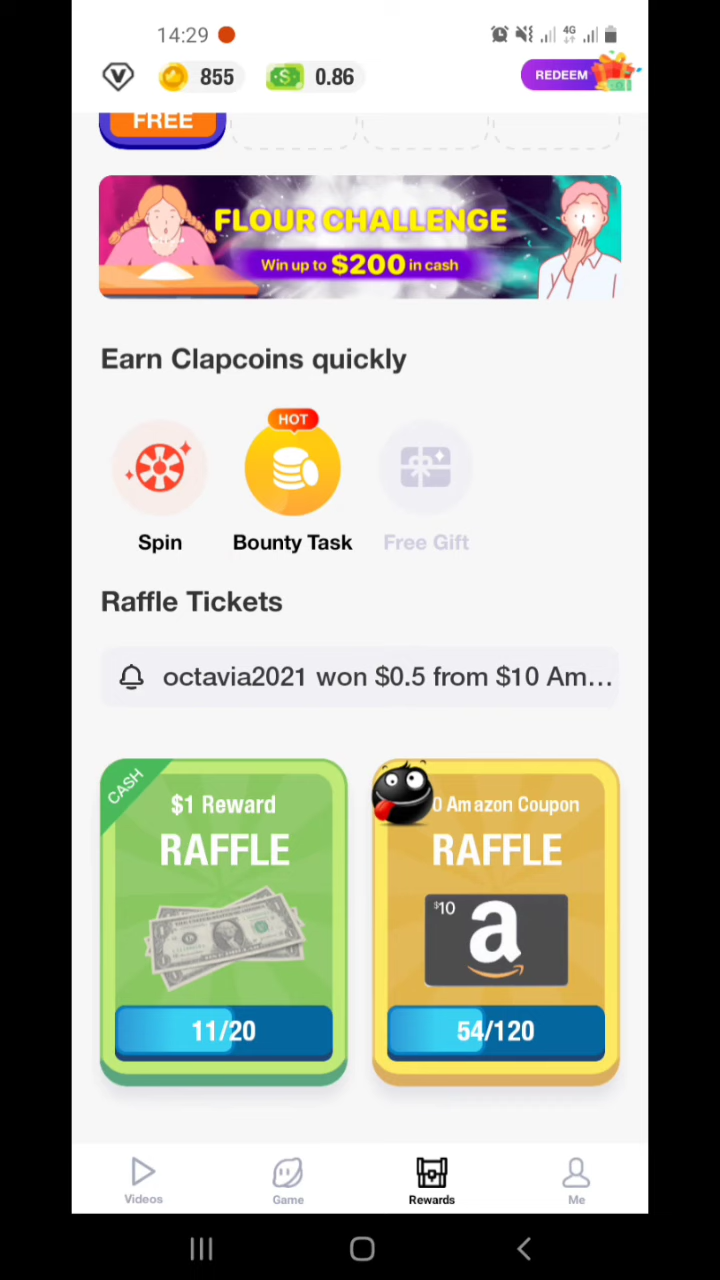 14:29
4G
855
0.86
REDEEM
FREE
FLOUR CHALLENGE
Win up to $200 in cash
Earn Clapcoins quickly
HOT
Spin
Bounty Task
Free Gift
Raffle Tickets
octavia2021 won $0.5 from $10 Am...
CASH
$1 Reward
RAFFLE
11/20
0 Amazon Coupon
RAFFLE
$10
a
54/120
Videos
Game
Rewards
Me